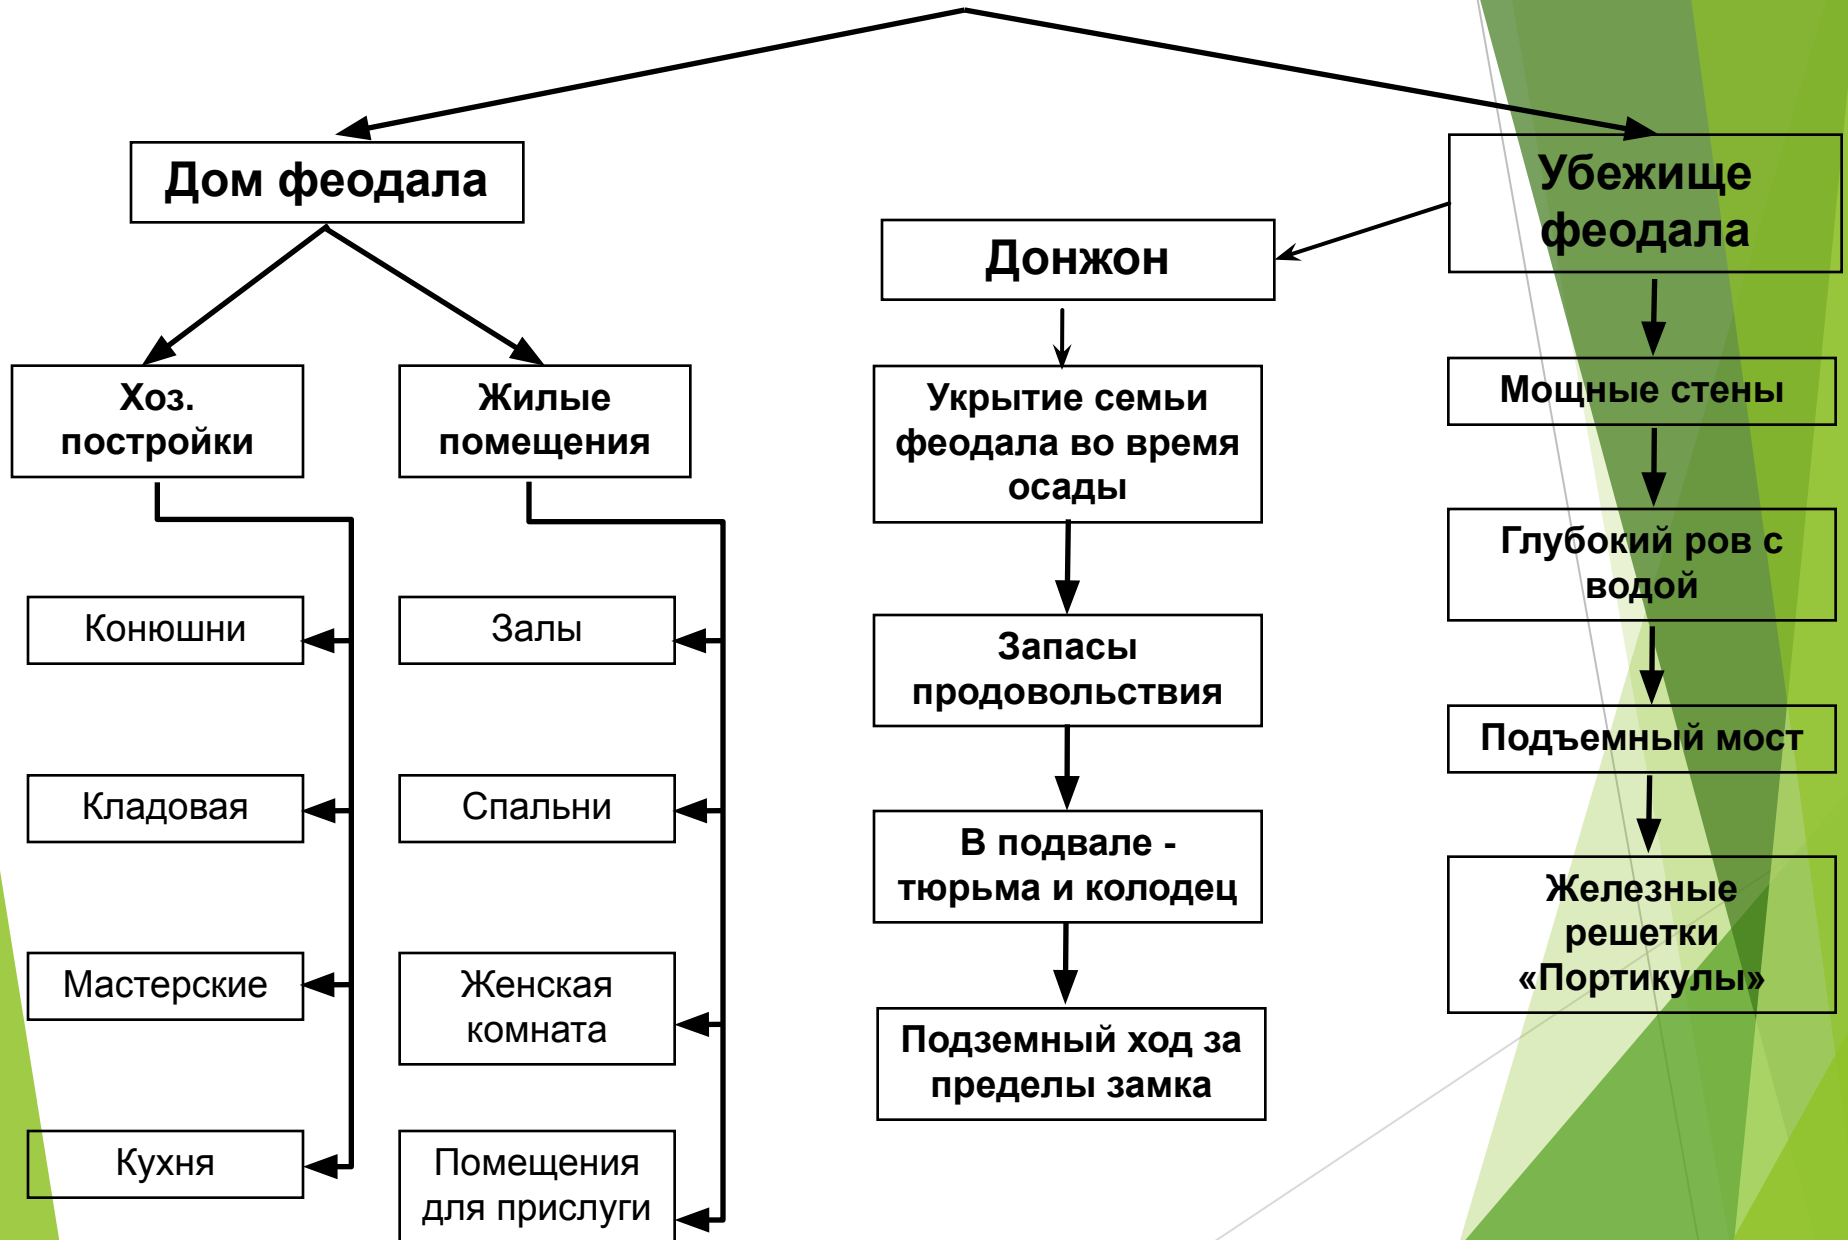 Дом феодала
Убежище
феодала
Донжон
Хоз.
постройки
Жилые
помещения
Укрытие семьи
феодала во время
осады
Мощные стены
Глубокий ров с
водой
Конюшни
Залы
Запасы
продовольствия
Подъемный мост
Кладовая
Спальни
В подвале -
тюрьма и колодец
Железные
решетки
«Портикулы»
Мастерские
Женская
комната
Подземный ход за
пределы замка
Кухня
Помещения
для прислуги